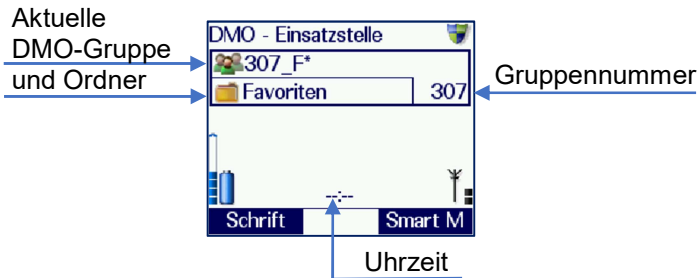 Aktuelle
DMO-Gruppe
und Ordner
DMO - Einsatzstelle
307_F*
Favoriten 307
Gruppennummer
--:--
Schrift Smart M
Uhrzeit